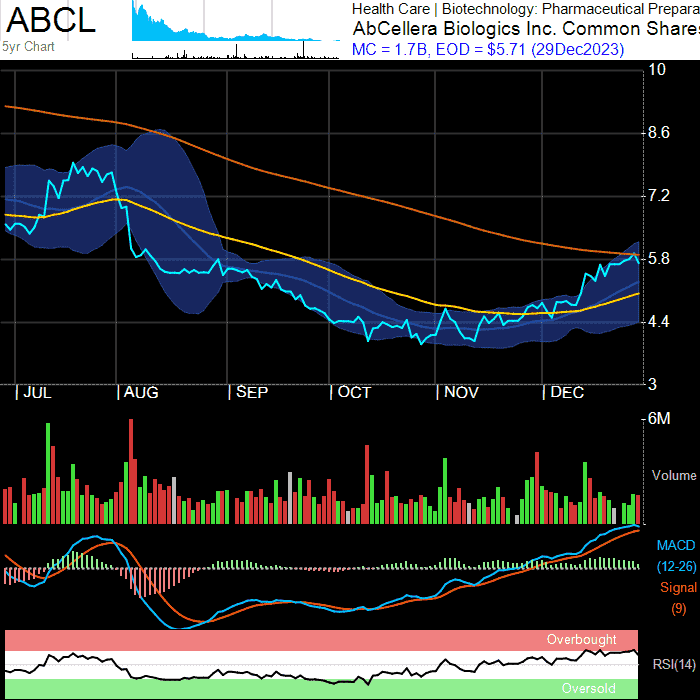 ABCL
5yr Chart
Health Care | Biotechnology: Pharmaceutical Prepara
AbCellera Biologics Inc. Common Shares
MC = 1.7B, EOD = $5.71 (29Dec2023)
10
8.6
7.2
5.8
4.4
3
JUL AUG SEP OCT NOV DEC
6M
Volume
MACD
(12-26)
Signal
(9)
Overbought
RSI(14)
Oversold